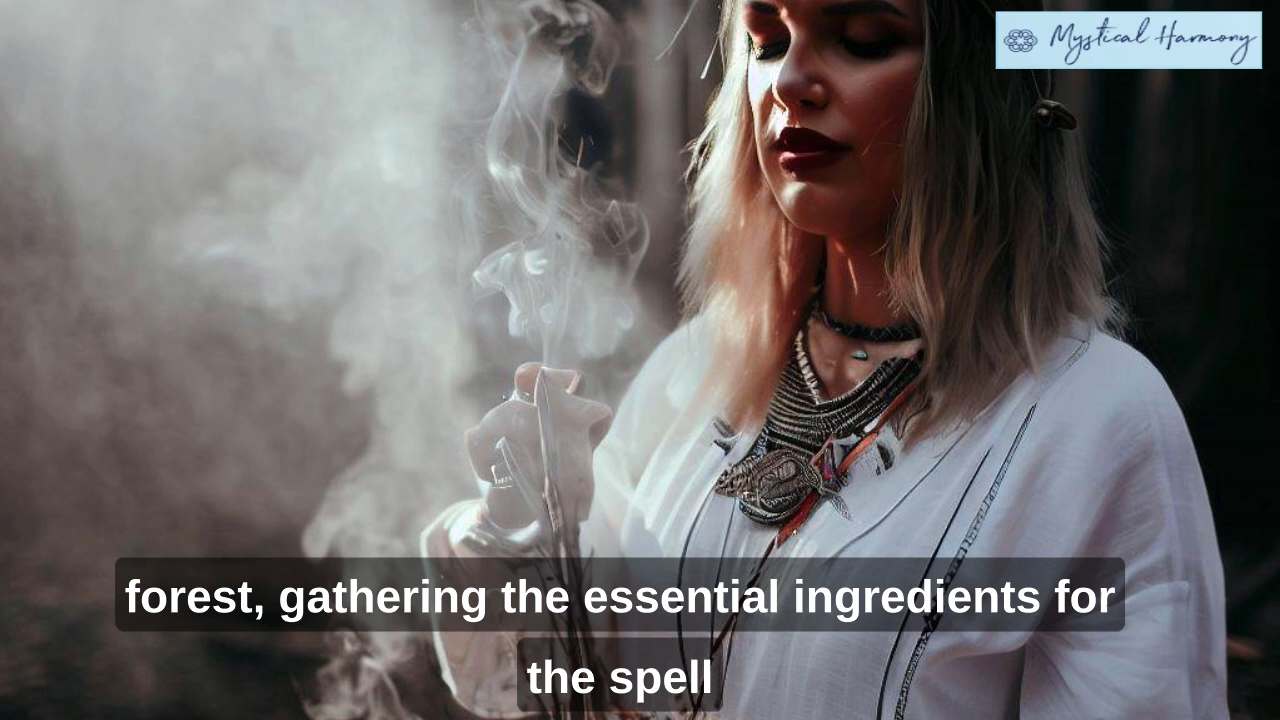 Mystical Harmony
forest, gathering the essential ingredients for
the spell